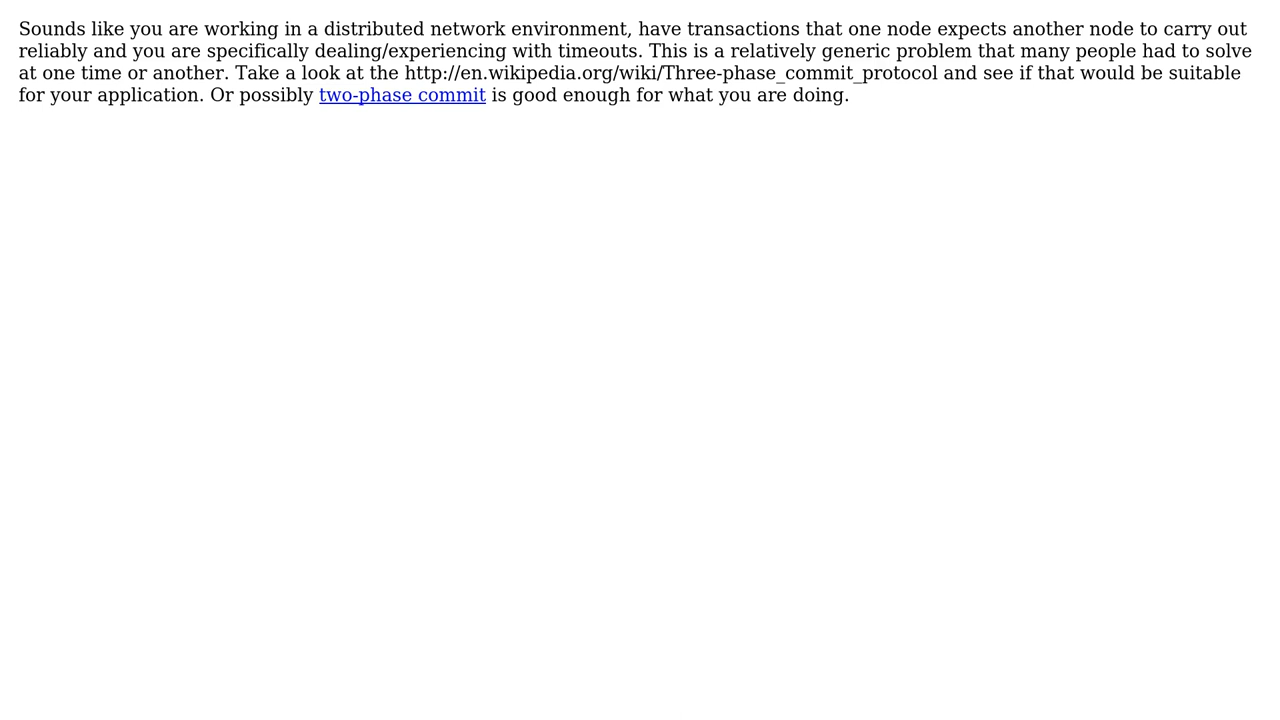 Sounds like you are working in a distributed network environment, have transactions that one node expects another node to carry out
reliably and you are specifically dealing/experiencing with timeouts. This is a relatively generic problem that many people had to solve
at one time or another. Take a look at the http://en.wikipedia.org/wiki/Three-phase_commit_protocol and see if that would be suitable
for your application. Or possibly two-phase commit is good enough for what you are doing.